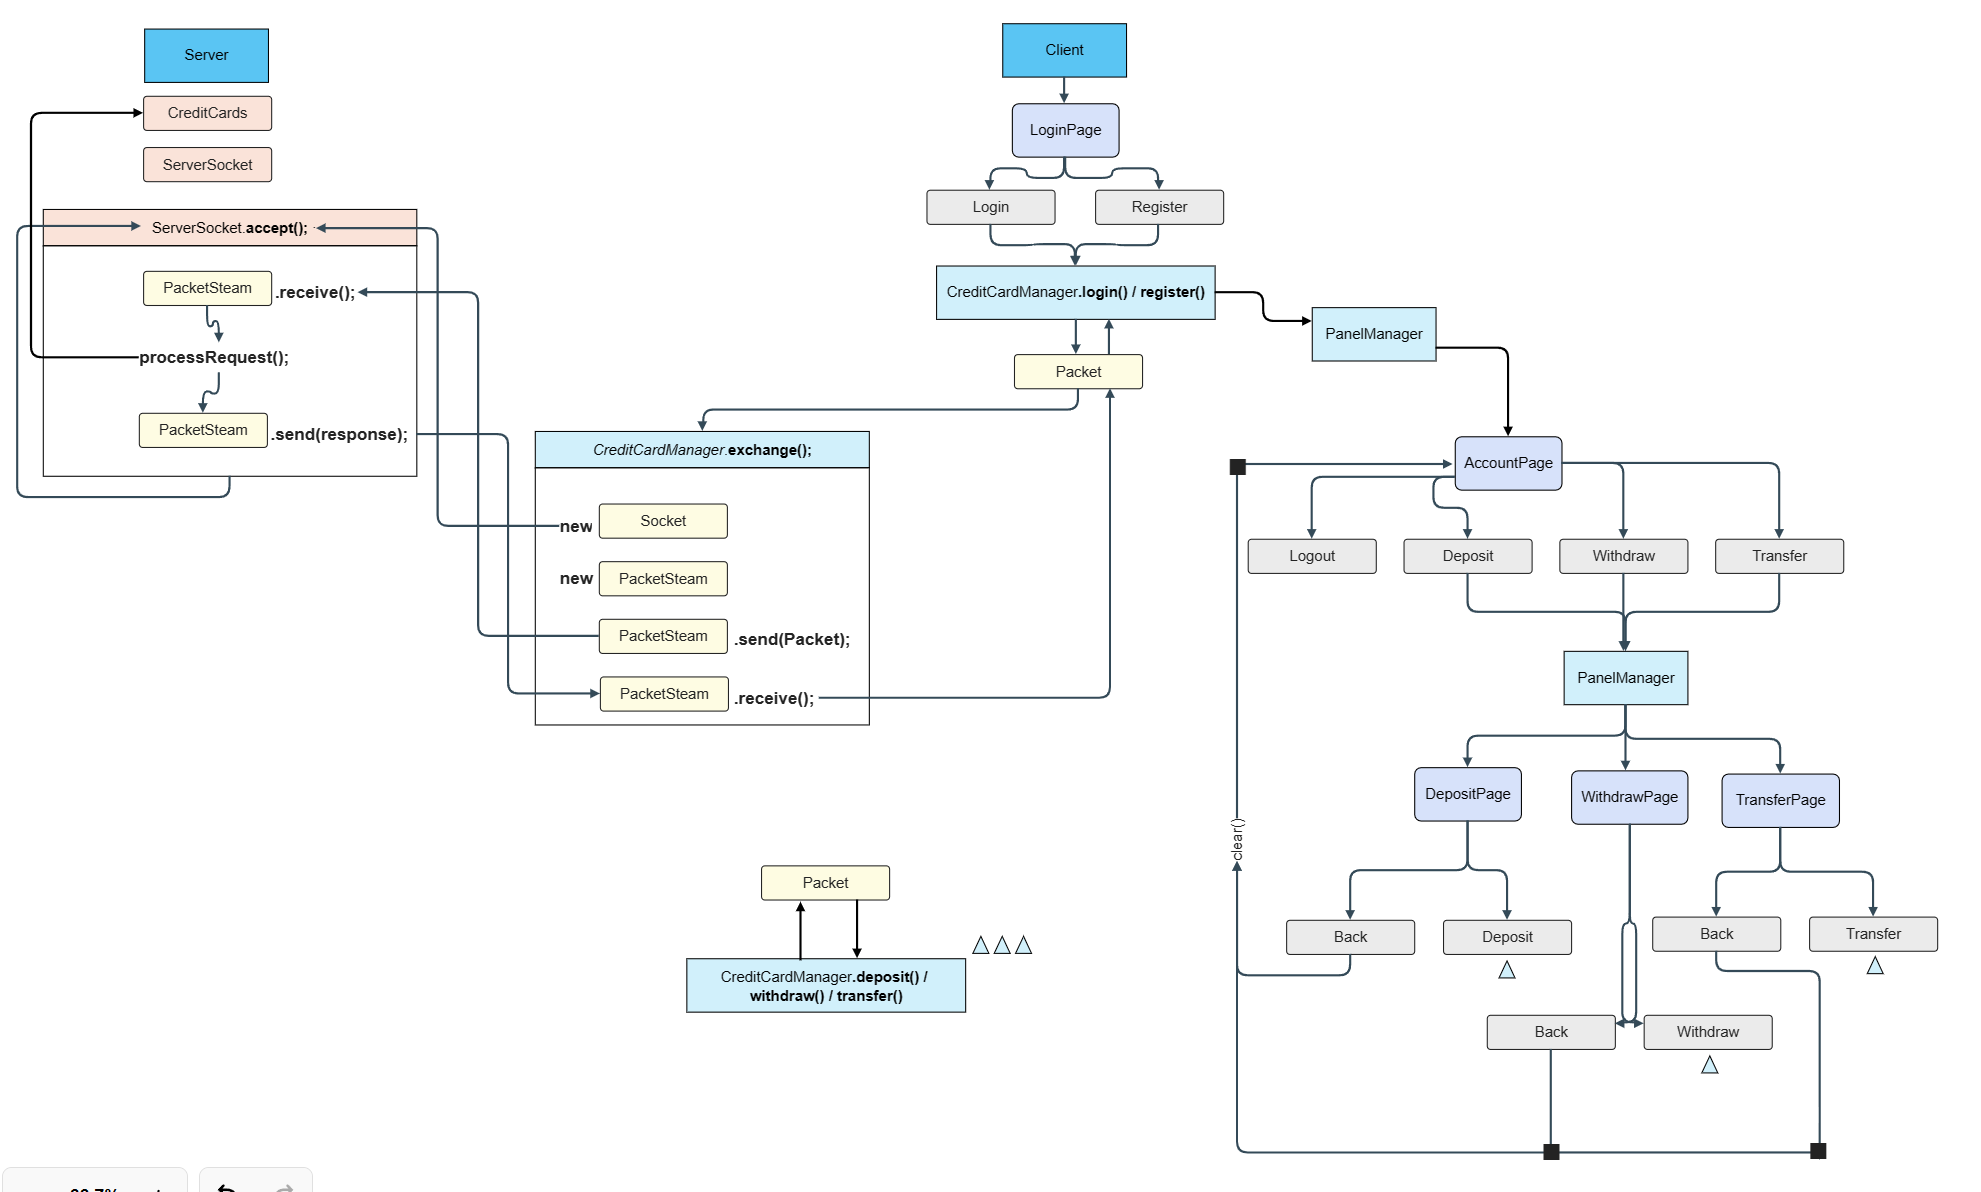 Server
CreditCards
ServerSocket
ServerSocket.accept();
PacketSteam
.receive();
processRequest();
PacketSteam
.send(response);
Client
LoginPage
Login
Register
CreditCardManager.login() / register()
Packet
PanelManager
CreditCardManager.exchange();
new
Socket
new
PacketSteam
PacketSteam
.send(Packet);
PacketSteam
.receive();
AccountPage
Logout
Deposit
Withdraw
Transfer
PanelManager
DepositPage
WithdrawPage
TransferPage
clear()
Back
Deposit
Back
Transfer
Back
Withdraw
Packet
CreditCardManager.deposit() /
withdraw() / transfer()